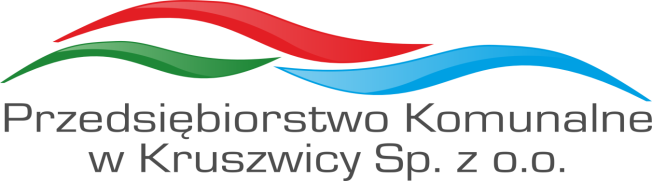 Przedsiębiorstwo Komunalne
w Kruszwicy Sp. z o.o.